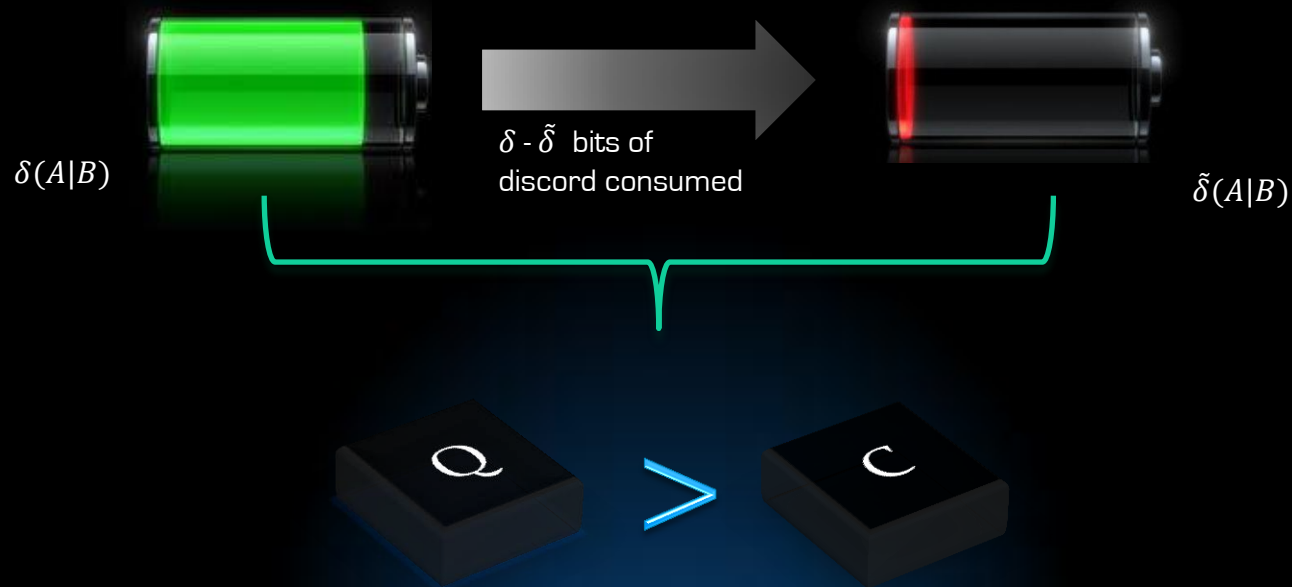 δ(A|B)
δ - δ̃ bits of
discord consumed
δ̃(A|B)
Q > C